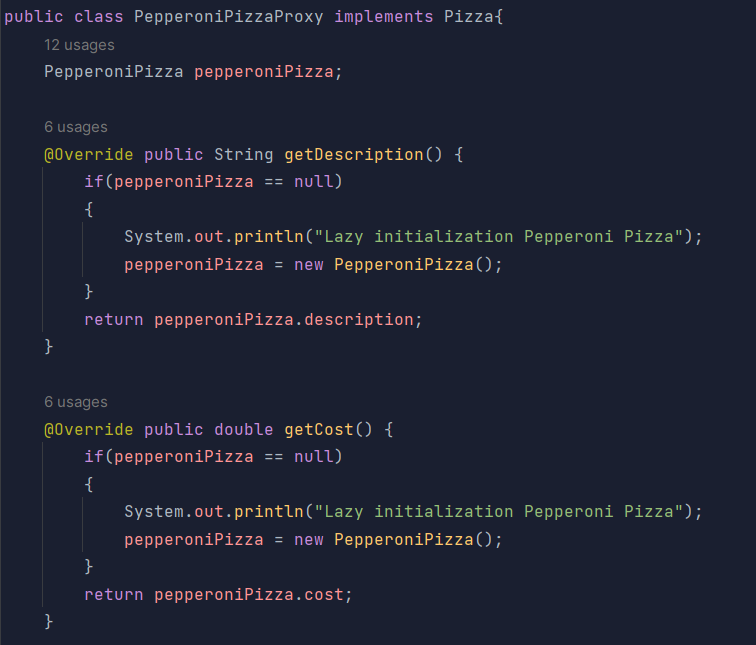 public class PepperoniPizzaProxy implements Pizza{
12 usages
PepperoniPizza pepperoniPizza;
6 usages
@Override public String getDescription() {
if(pepperoniPizza == null)
{
System.out.println("Lazy initialization Pepperoni Pizza");
pepperoniPizza = new PepperoniPizza();
}
return pepperoniPizza.description;
}
6 usages
@Override public double getCost() {
if(pepperoniPizza == null)
{
System.out.println("Lazy initialization Pepperoni Pizza");
pepperoniPizza = new PepperoniPizza();
}
return pepperoniPizza.cost;
}